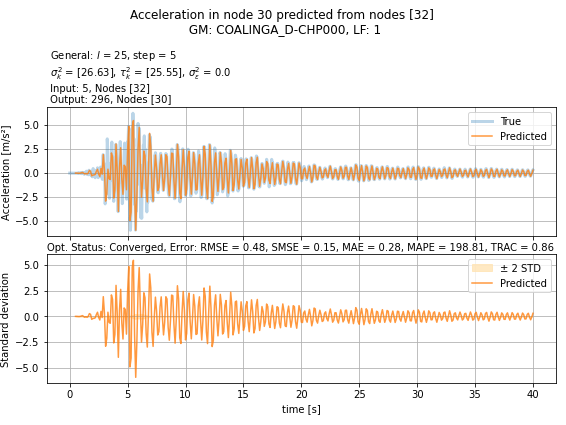 Acceleration in node 30 predicted from nodes [32]
GM: COALINGA_D-CHP000, LF: 1
General: l = 25, step = 5
σ²ₖ = [26.63], τ²ₖ = [25.55], σ²ε = 0.0
Input: 5, Nodes [32]
Output: 296, Nodes [30]
Acceleration [m/s²]
5.0
2.5
0.0
−2.5
−5.0
True
Predicted
Opt. Status: Converged, Error: RMSE = 0.48, SMSE = 0.15, MAE = 0.28, MAPE = 198.81, TRAC = 0.86
Standard deviation
5.0
2.5
0.0
−2.5
−5.0
± 2 STD
Predicted
0 5 10 15 20 25 30 35 40
time [s]